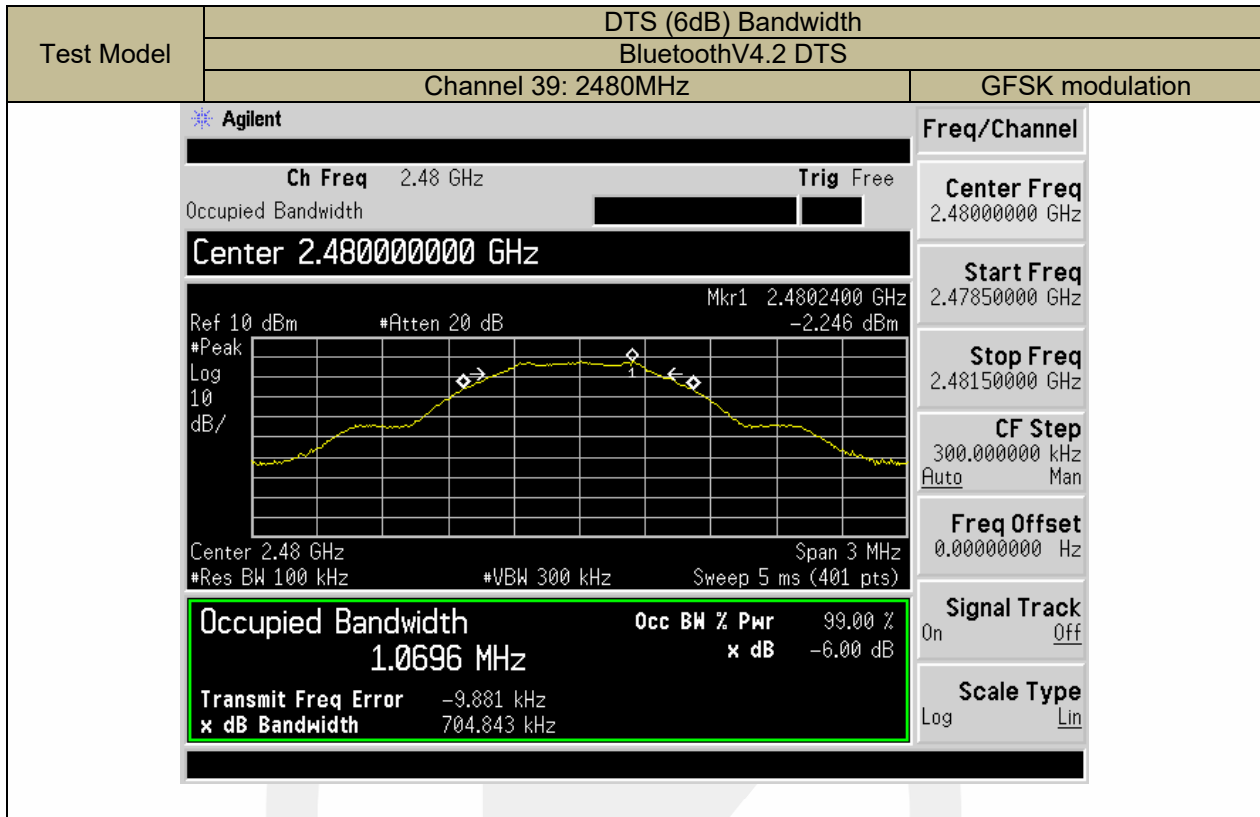 Test Model
DTS (6dB) Bandwidth
BluetoothV4.2 DTS
Channel 39: 2480MHz GFSK modulation
Agilent
Ch Freq 2.48 GHz Trig Free
Occupied Bandwidth
Center 2.480000000 GHz
Mkr1 2.4802400 GHz
Ref 10 dBm #Atten 20 dB -2.246 dBm
#Peak
Log
10
dB/
1
Center 2.48 GHz Span 3 MHz
#Res BW 100 kHz #VBW 300 kHz Sweep 5 ms (401 pts)
Occupied Bandwidth Occ BW % Pwr 99.00 %
1.0696 MHz x dB -6.00 dB
Transmit Freq Error -9.881 kHz
x dB Bandwidth 704.843 kHz
Freq/Channel
Center Freq
2.48000000 GHz
Start Freq
2.47850000 GHz
Stop Freq
2.48150000 GHz
CF Step
300.000000 kHz
Auto Man
Freq Offset
0.00000000 Hz
Signal Track
On Off
Scale Type
Log Lin